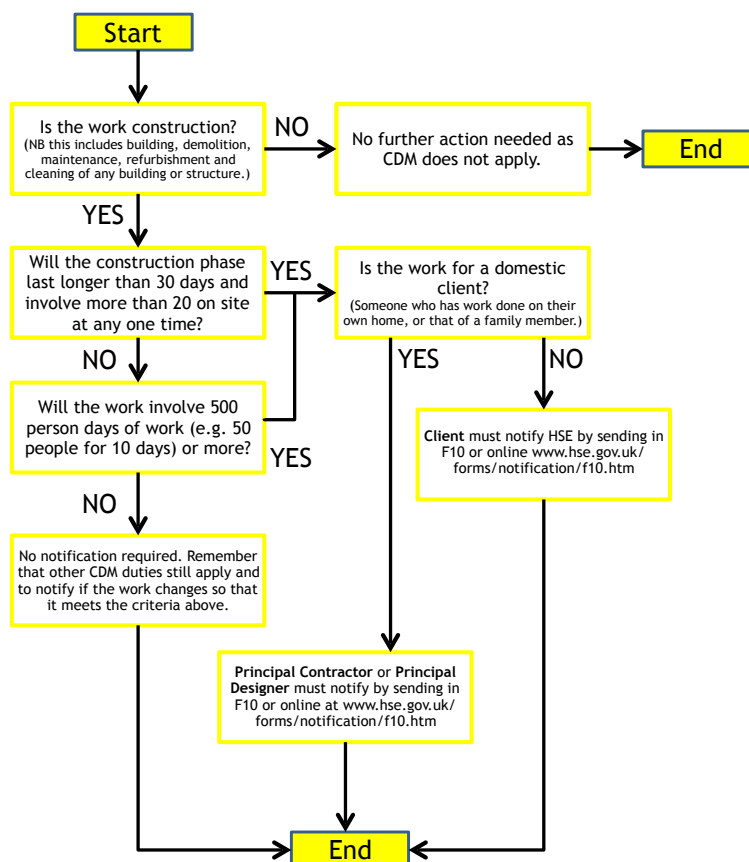 Start
Is the work construction?
(NB this includes building, demolition,
maintenance, refurbishment and
cleaning of any building or structure.)
NO
No further action needed as
CDM does not apply.
End
YES
Will the construction phase
last longer than 30 days and
involve more than 20 on site
at any one time?
YES
Is the work for a domestic
client?
(Someone who has work done on their
own home, or that of a family member.)
NO
YES
NO
Will the work involve 500
person days of work (e.g. 50
people for 10 days) or more?
YES
Client must notify HSE by sending in
F10 or online www.hse.gov.uk/
forms/notification/f10.htm
NO
No notification required. Remember
that other CDM duties still apply and
to notify if the work changes so that
it meets the criteria above.
Principal Contractor or Principal
Designer must notify by sending in
F10 or online at www.hse.gov.uk/
forms/notification/f10.htm
End